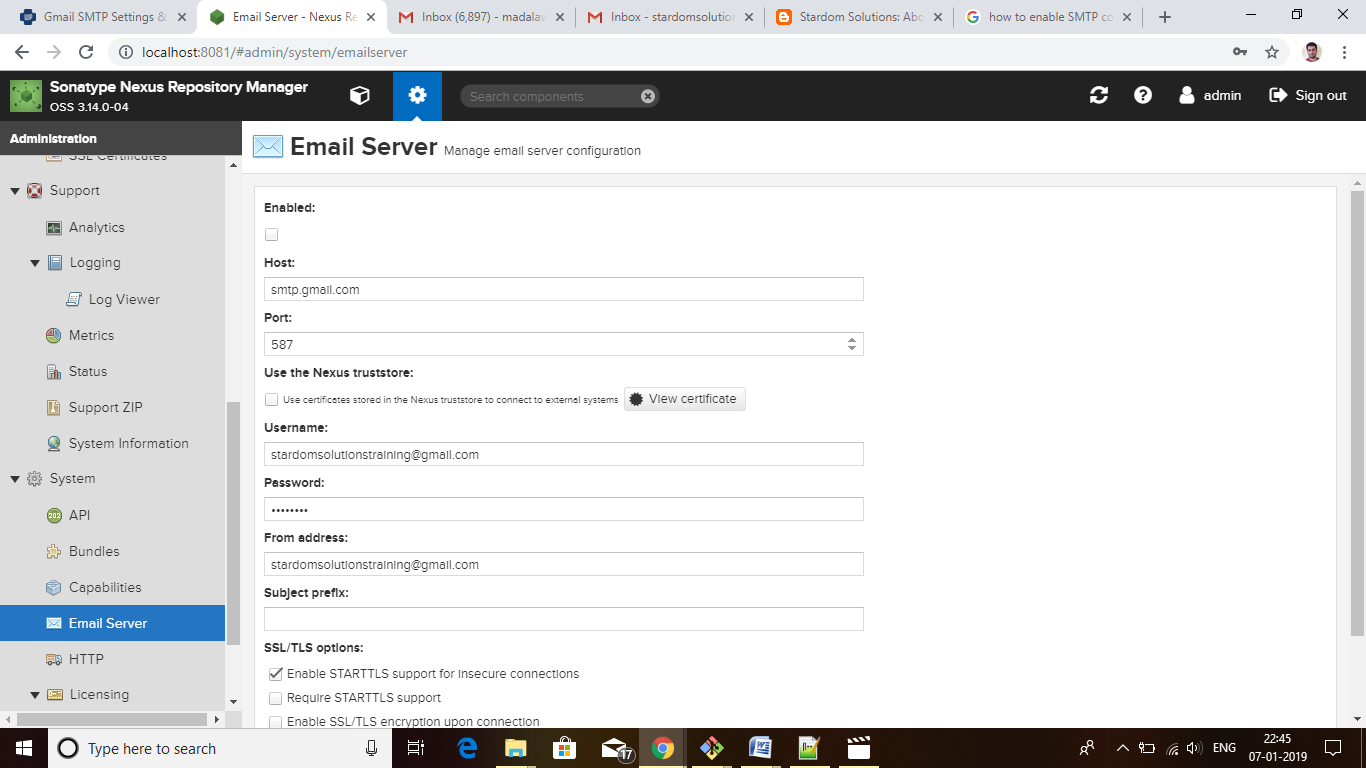 Gmail SMTP Settings &
Email Server - Nexus Re
Inbox (6,897) - madalav
Inbox - stardomsolution
Stardom Solutions: Abo
how to enable SMTP co
localhost:8081/#admin/system/emailserver
Sonatype Nexus Repository Manager
OSS 3.14.0-04
Search components
admin
Sign out
Administration
SSL Certificates
Support
Analytics
Logging
Log Viewer
Metrics
Status
Support ZIP
System Information
System
API
Bundles
Capabilities
Email Server
HTTP
Licensing
Email Server Manage email server configuration
Enabled:
Host:
smtp.gmail.com
Port:
587
Use the Nexus truststore:
Use certificates stored in the Nexus truststore to connect to external systems
View certificate
Username:
stardomsolutionstraining@gmail.com
Password:
••••••••
From address:
stardomsolutionstraining@gmail.com
Subject prefix:
SSL/TLS options:
Enable STARTTLS support for insecure connections
Require STARTTLS support
Enable SSL/TLS encryption upon connection
Type here to search
17
ENG
22:45
07-01-2019